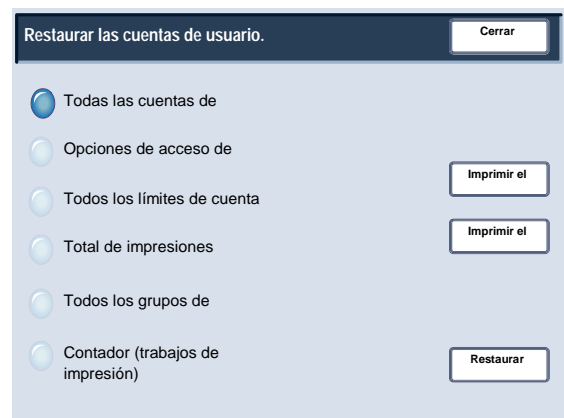 Restaurar las cuentas de usuario.
Cerrar
Todas las cuentas de
Opciones de acceso de
Imprimir el
Todos los límites de cuenta
Imprimir el
Total de impresiones
Todos los grupos de
Contador (trabajos de
impresión)
Restaurar